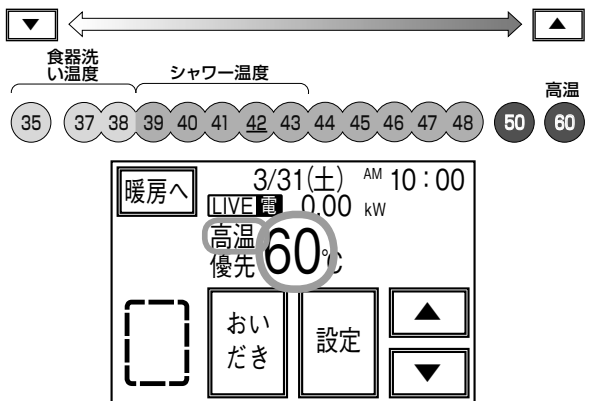 ▼ ▲
食器洗
い温度
シャワー温度
高温
35 37 38 39 40 41 42 43 44 45 46 47 48 50 60
暖房へ
3/31(土) AM 10:00
LIVE 電 0.00 kW
高温
優先
60℃
おい
だき
設定
▲
▼